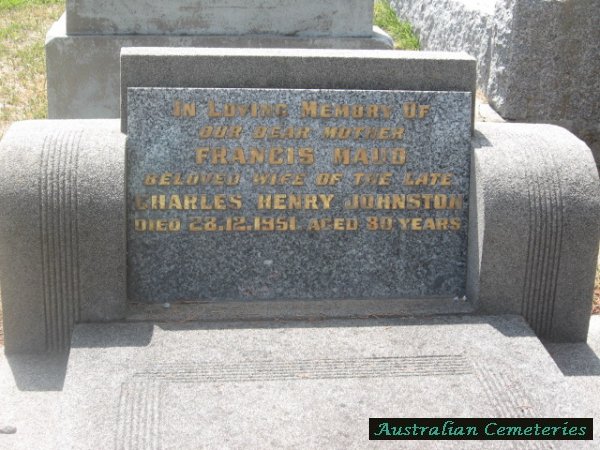 In Loving Memory Of
Our Dear Mother
Francis Maud
Beloved Wife Of The Late
Charles Henry Johnston
Died 28.12.1951 Aged 80 Years
Australian Cemeteries